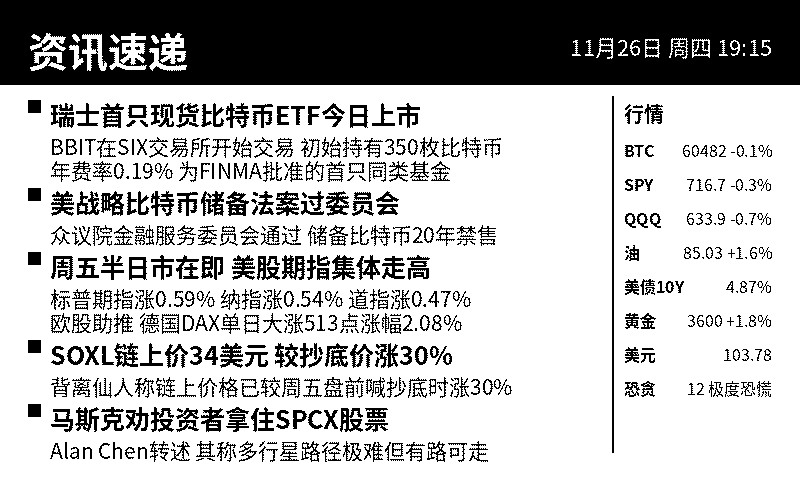 资讯速递
11月26日 周四 19:15
瑞士首只现货比特币ETF今日上市
BBIT在SIX交易所开始交易 初始持有350枚比特币
年费率0.19% 为FINMA批准的首只同类基金
美战略比特币储备法案过委员会
众议院金融服务委员会通过 储备比特币20年禁售
周五半日市在即 美股期指集体走高
标普期指涨0.59% 纳指涨0.54% 道指涨0.47%
欧股助推 德国DAX单日大涨513点涨幅2.08%
SOXL链上价34美元 较抄底价涨30%
背离仙人称链上价格已较周五盘前喊抄底时涨30%
马斯克劝投资者拿住SPCX股票
Alan Chen转述 其称多行星路径极难但有路可走
行情
BTC 60482 -0.1%
SPY 716.7 -0.3%
QQQ 633.9 -0.7%
油 85.03 +1.6%
美债10Y 4.87%
黄金 3600 +1.8%
美元 103.78
恐贪 12 极度恐慌